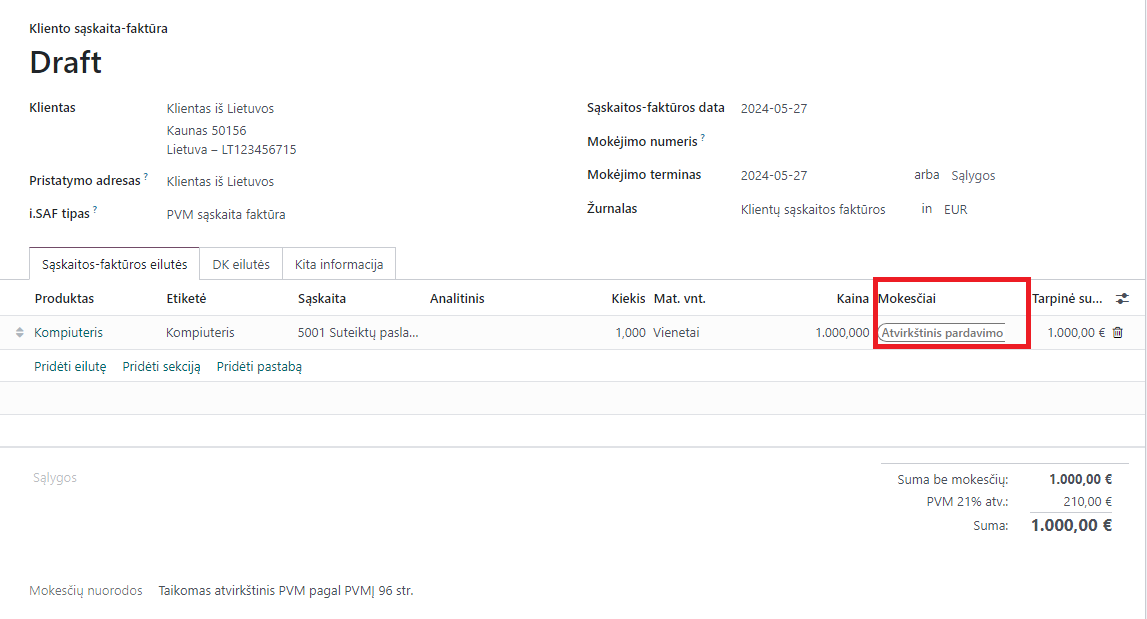 Kliento sąskaita-faktūra
Draft
Klientas Klientas iš Lietuvos
Kaunas 50156
Lietuva – LT123456715
Pristatymo adresas ? Klientas iš Lietuvos
i.SAF tipas ? PVM sąskaita faktūra
Sąskaitos-faktūros data 2024-05-27
Mokėjimo numeris ?
Mokėjimo terminas 2024-05-27 arba Sąlygos
Žurnalas Klientų sąskaitos faktūros in EUR
Sąskaitos-faktūros eilutės DK eilutės Kita informacija
Produktas Etiketė Sąskaita Analitinis Kiekis Mat. vnt. Kaina Mokesčiai Tarpinė su...
Kompiuteris Kompiuteris 5001 Suteiktų pasla... 1,000 Vienetai 1.000,000 Atvirkštinis pardavimo 1.000,00 €
Pridėti eilutę Pridėti sekciją Pridėti pastabą
Sąlygos
Suma be mokesčių: 1.000,00 €
PVM 21% atv.: 210,00 €
Suma: 1.000,00 €
Mokesčių nuorodos Taikomas atvirkštinis PVM pagal PVMĮ 96 str.